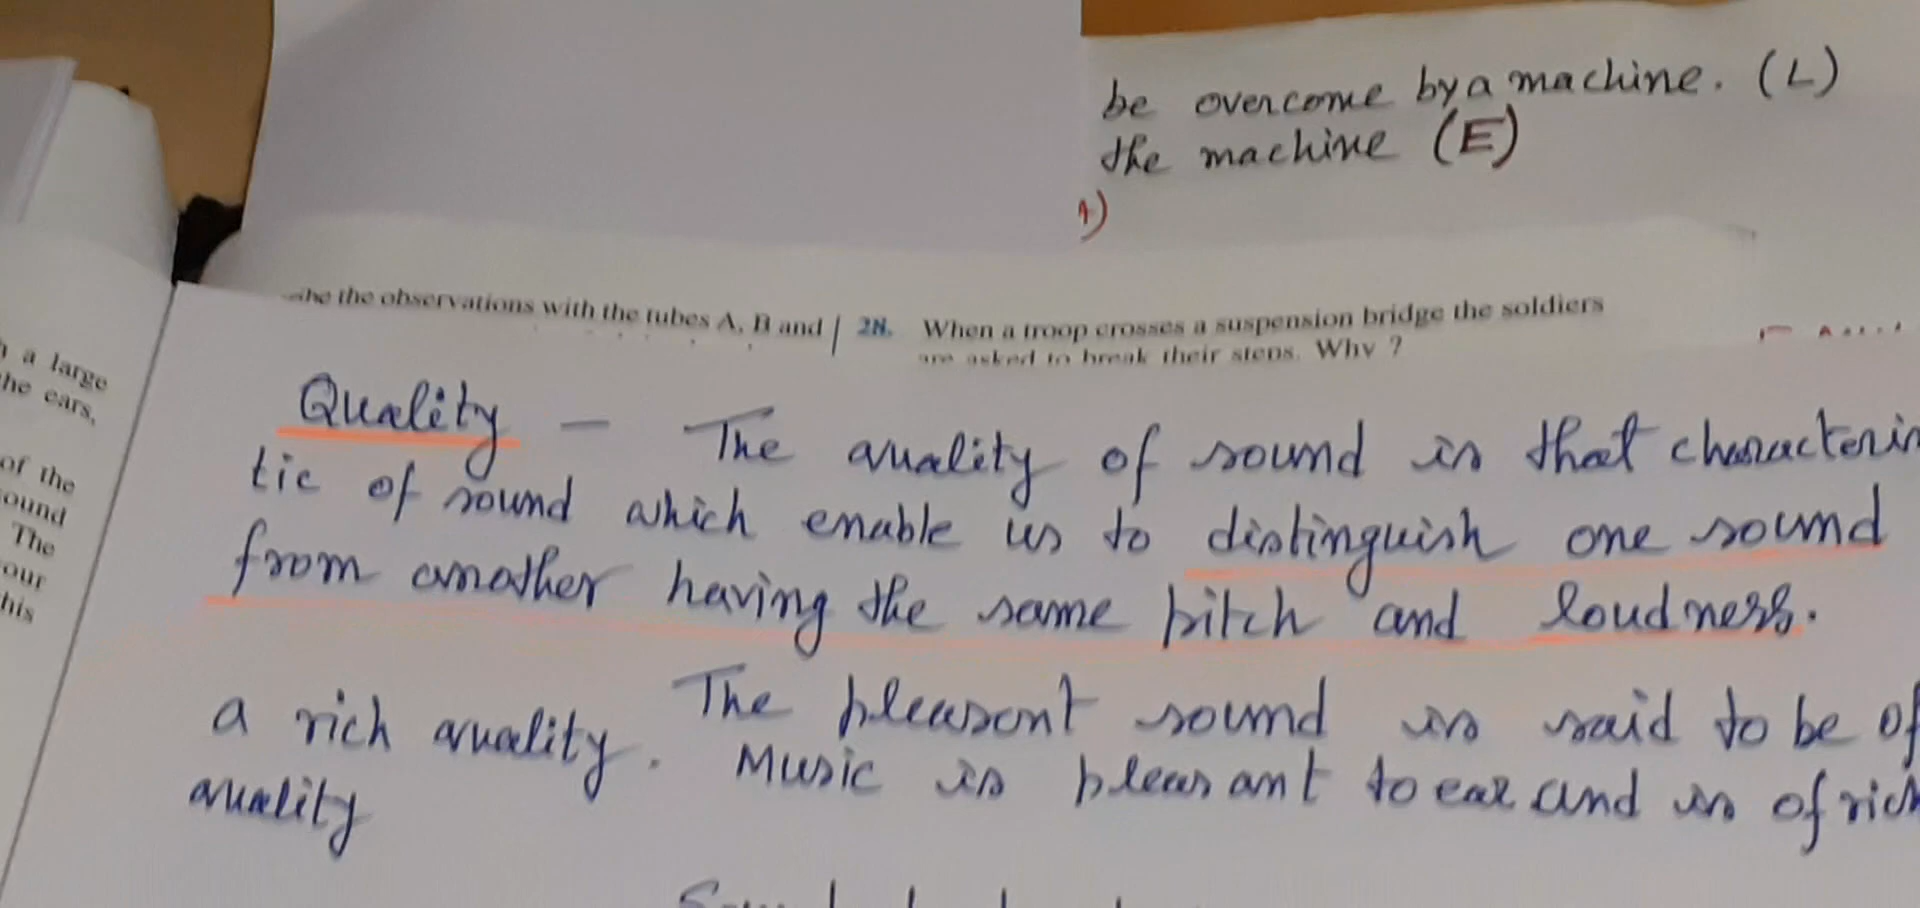 be overcome by a machine. (L)
the machine (E)
the observations with the tubes A, B and
28. When a troop crosses a suspension bridge the soldiers
are asked to break their steps. Why ?
a large
the ears,
of the
ound
The
our
his
Quality - The quality of sound is that characteris
tic of sound which enable us to distinguish one sound
from another having the same pitch and loudness.
The pleasont sound is said to be of
a rich quality. Music is pleasant to ear and is of rich
quality